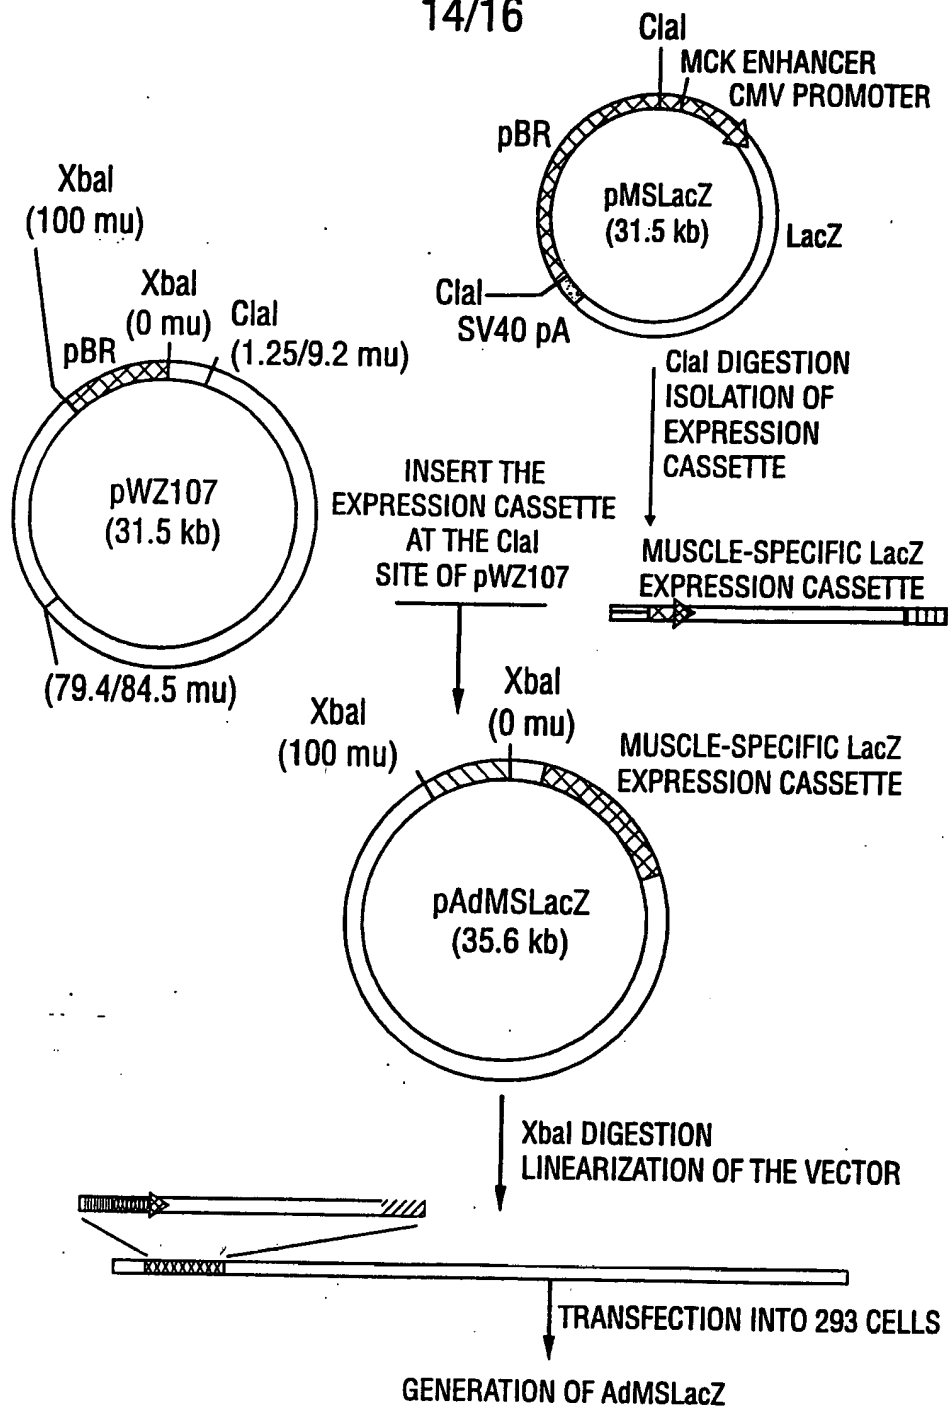 14/16
ClaI
MCK ENHANCER
CMV PROMOTER
pBR
pMSLacZ
(31.5 kb)
LacZ
ClaI
SV40 pA
XbaI
(100 mu)
XbaI
(0 mu)
ClaI
(1.25/9.2 mu)
pBR
pWZ107
(31.5 kb)
(79.4/84.5 mu)
ClaI DIGESTION
ISOLATION OF
EXPRESSION
CASSETTE
INSERT THE
EXPRESSION CASSETTE
AT THE ClaI
SITE OF pWZ107
MUSCLE-SPECIFIC LacZ
EXPRESSION CASSETTE
XbaI
(100 mu)
XbaI
(0 mu)
MUSCLE-SPECIFIC LacZ
EXPRESSION CASSETTE
pAdMSLacZ
(35.6 kb)
XbaI DIGESTION
LINEARIZATION OF THE VECTOR
TRANSFECTION INTO 293 CELLS
GENERATION OF AdMSLacZ